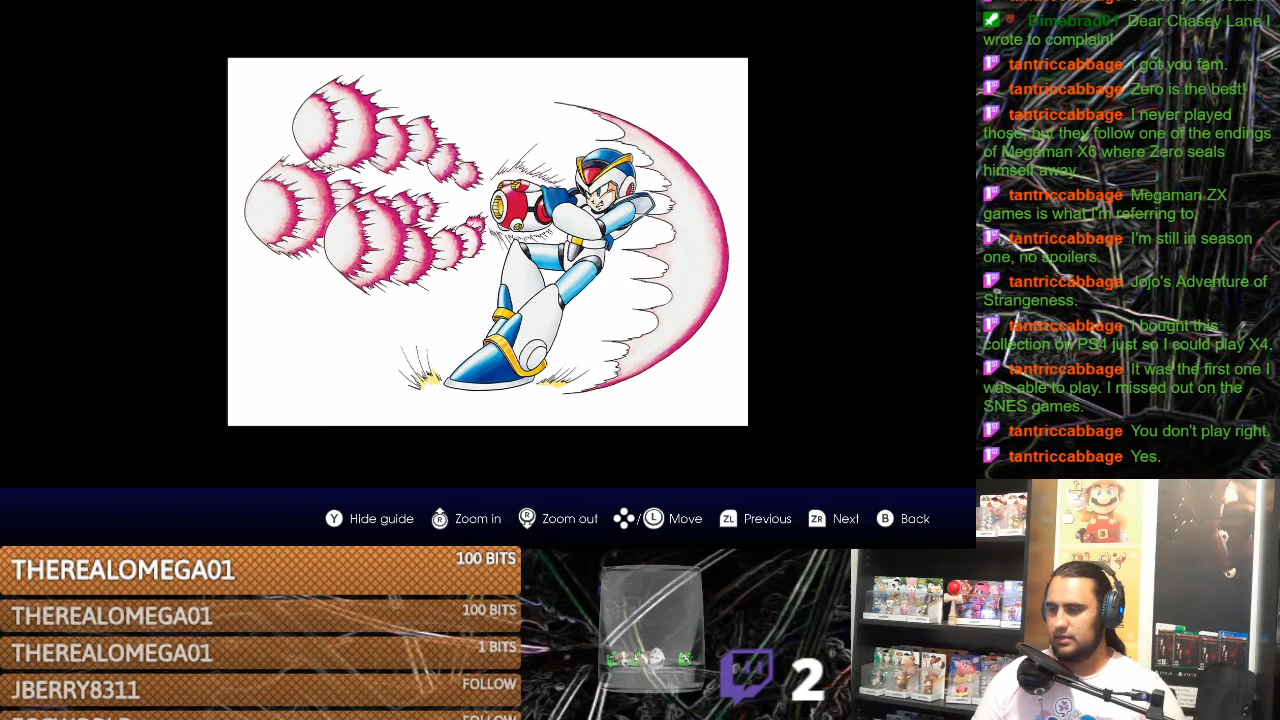 Dimebrad01 Dear Chasey Lane I
wrote to complain!
tantriccabbage I got you fam.
tantriccabbage Zero is the best!
tantriccabbage I never played
those, but they follow one of the endings
of Megaman X6 where Zero seals
himself away.
tantriccabbage Megaman ZX
games is what I'm referring to.
tantriccabbage I'm still in season
one, no spoilers.
tantriccabbage Jojo's Adventure of
Strangeness.
tantriccabbage I bought this
collection on PS4 just so I could play X4.
tantriccabbage It was the first one I
was able to play. I missed out on the
SNES games.
tantriccabbage You don't play right.
tantriccabbage Yes.
Y Hide guide R Zoom in R Zoom out / L Move ZL Previous ZR Next B Back
THEREALOMEGA01 100 BITS
THEREALOMEGA01 100 BITS
THEREALOMEGA01 1 BITS
JBERRY8311 FOLLOW
2